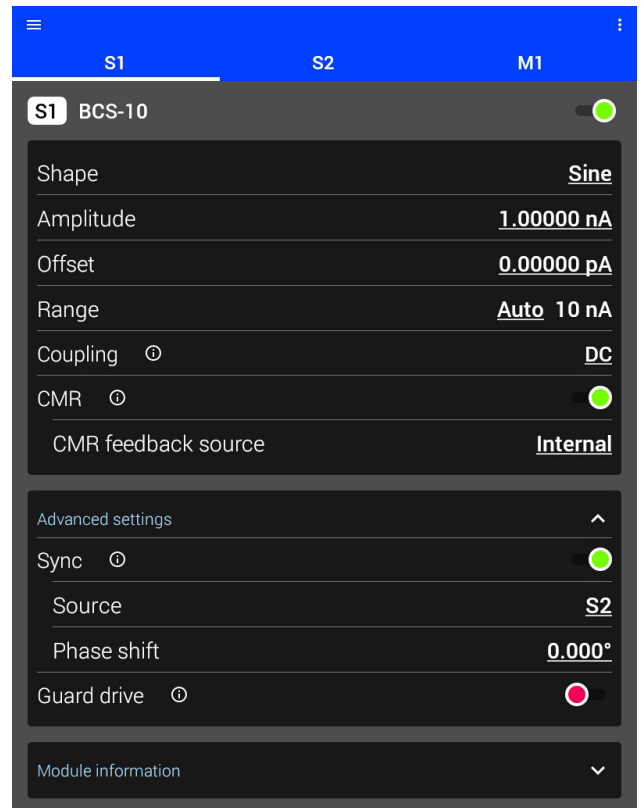 S1 S2 M1
S1 BCS-10
Shape Sine
Amplitude 1.00000 nA
Offset 0.00000 pA
Range Auto 10 nA
Coupling DC
CMR
CMR feedback source Internal
Advanced settings
Sync
Source S2
Phase shift 0.000°
Guard drive
Module information